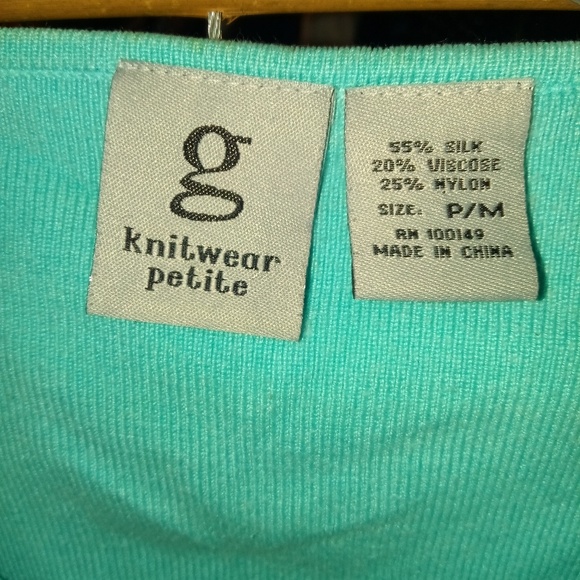 g
knitwear
petite
55% SILK
20% VISCOSE
25% NYLON
SIZE: P/M
RN 100149
MADE IN CHINA